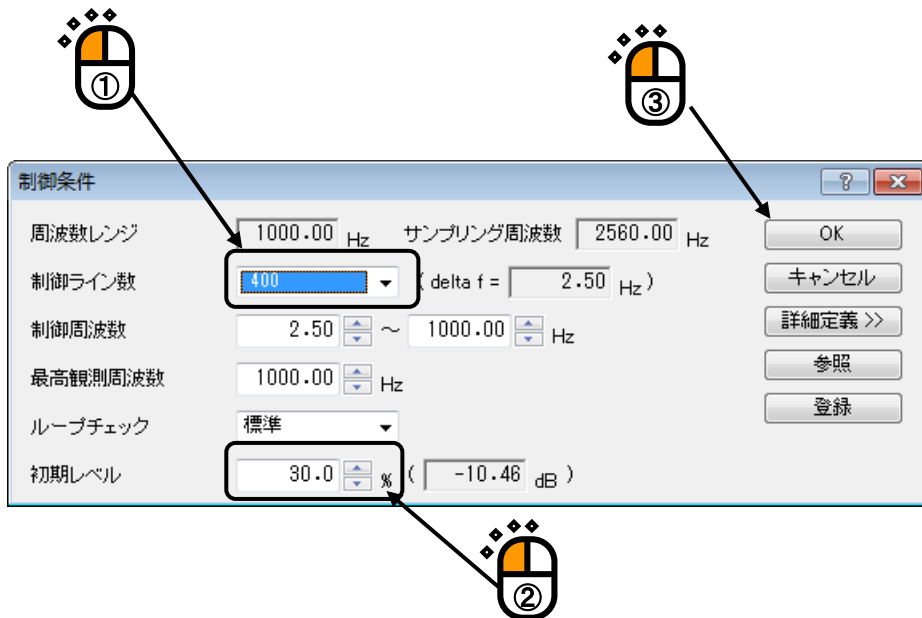 ①
③
制御条件
周波数レンジ 1000.00 Hz サンプリング周波数 2560.00 Hz OK
制御ライン数 400 ( delta f = 2.50 Hz ) キャンセル
制御周波数 2.50 ～ 1000.00 Hz 詳細定義 >>
最高観測周波数 1000.00 Hz 参照
ループチェック 標準 登録
初期レベル 30.0 % ( -10.46 dB )
②